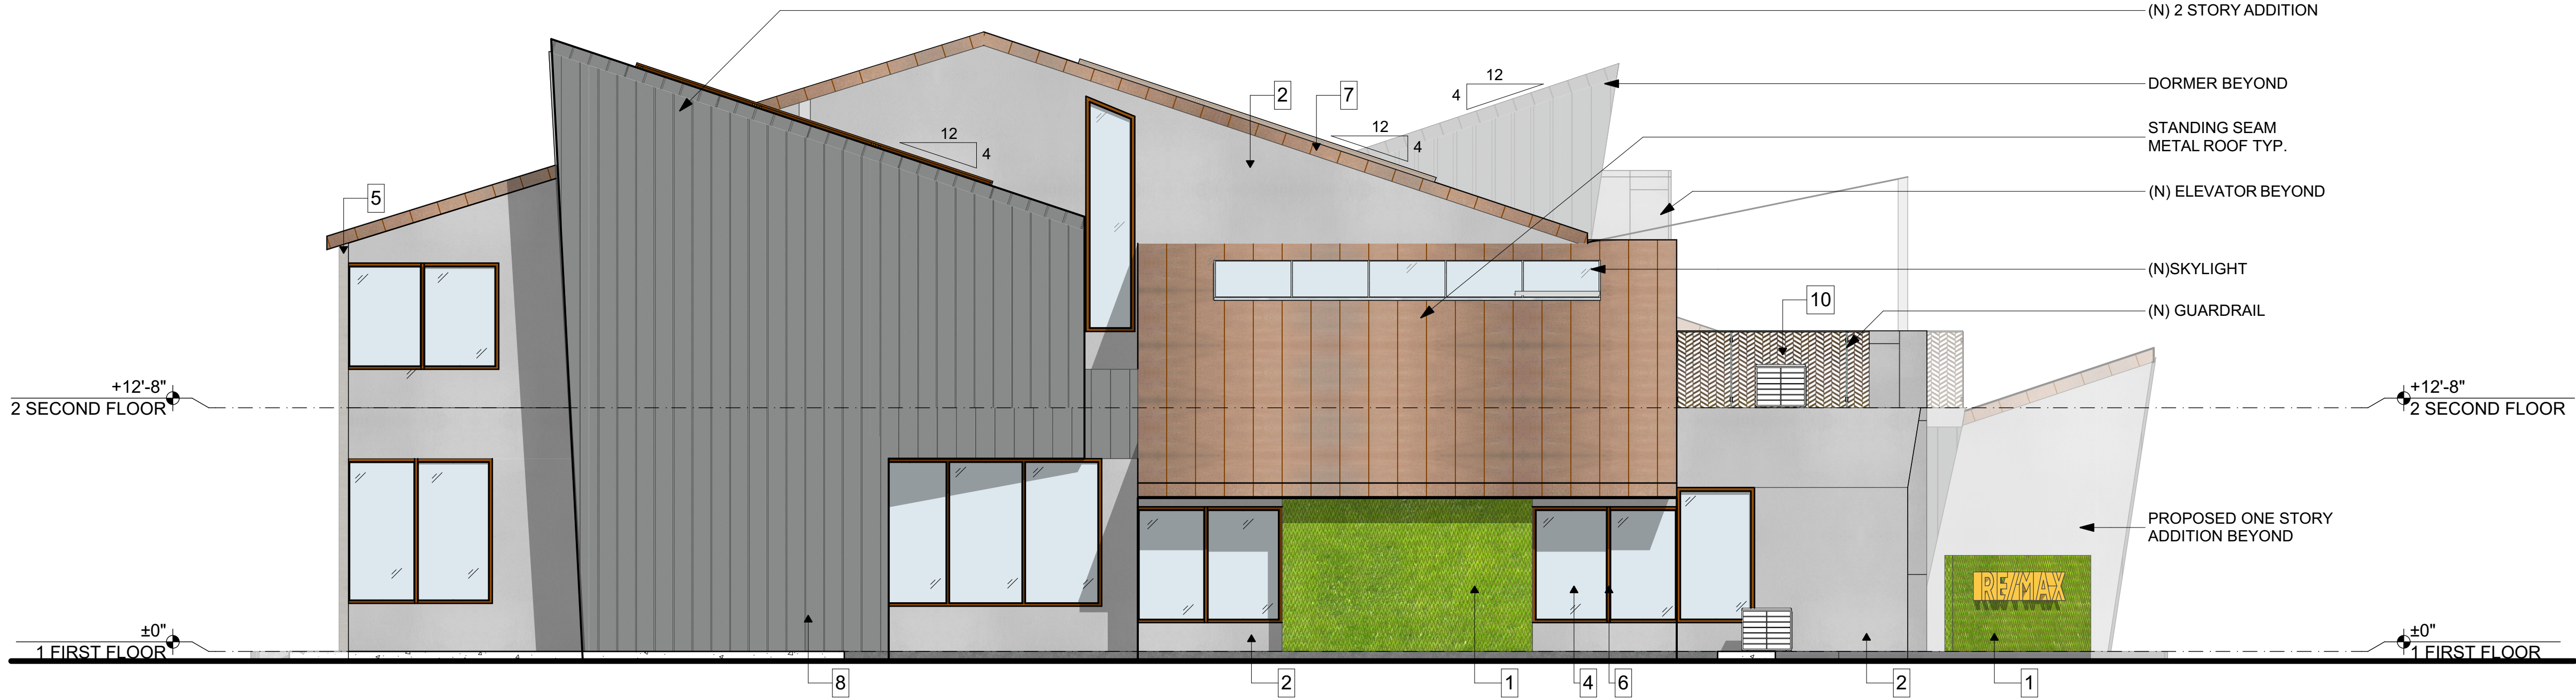 (N) 2 STORY ADDITION
12
4
2
7
DORMER BEYOND
12
4
12
4
STANDING SEAM
METAL ROOF TYP.
5
(N) ELEVATOR BEYOND
(N)SKYLIGHT
10
(N) GUARDRAIL
+12'-8"
2 SECOND FLOOR
+12'-8"
2 SECOND FLOOR
PROPOSED ONE STORY
ADDITION BEYOND
RE/MAX
±0"
1 FIRST FLOOR
±0"
1 FIRST FLOOR
8
2
1
4
6
2
1